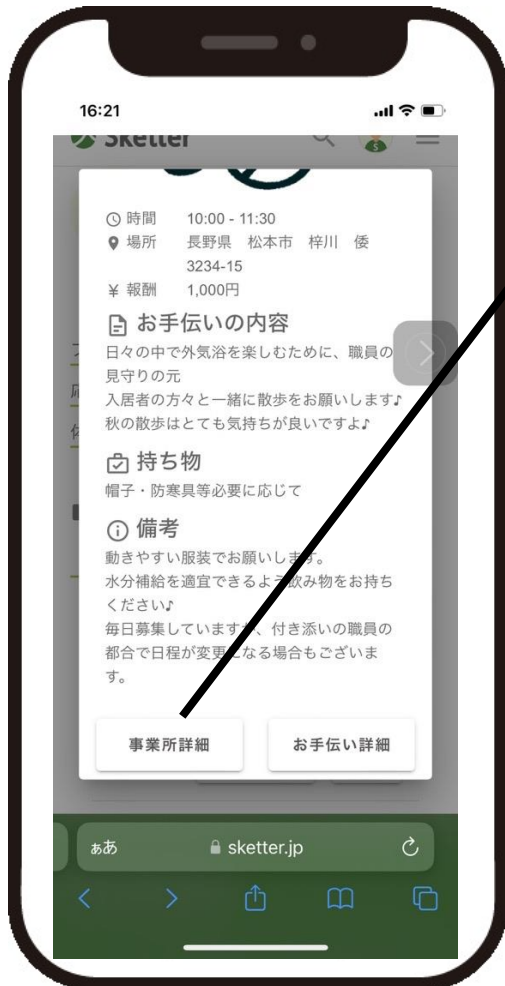 16:21
Sketter
時間 10:00 - 11:30
場所 長野県 松本市 梓川 倭
3234-15
¥ 報酬 1,000円
お手伝いの内容
日々の中で外気浴を楽しむために、職員の
見守りの元
入居者の方々と一緒に散歩をお願いします♪
秋の散歩はとても気持ちが良いですよ♪
持ち物
帽子・防寒具等必要に応じて
備考
動きやすい服装でお願いします。
水分補給を適宜できるよう飲み物をお持ち
ください♪
毎日募集していますが、付き添いの職員の
都合で日程が変更になる場合もございま
す。
事業所詳細 お手伝い詳細
ぁあ sketter.jp